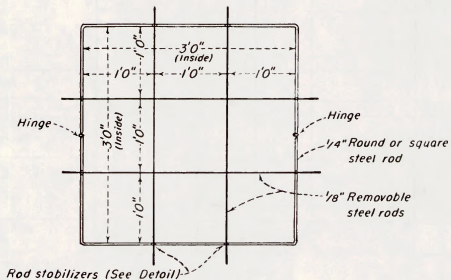 3'0"
(Inside)
1'0" 1'0" 1'0"
1'0"
3'0"
(Inside)
1'0"
1'0"
Hinge
Hinge
1/4" Round or square
steel rod
1/8" Removable
steel rods
Rod stabilizers (See Detail)